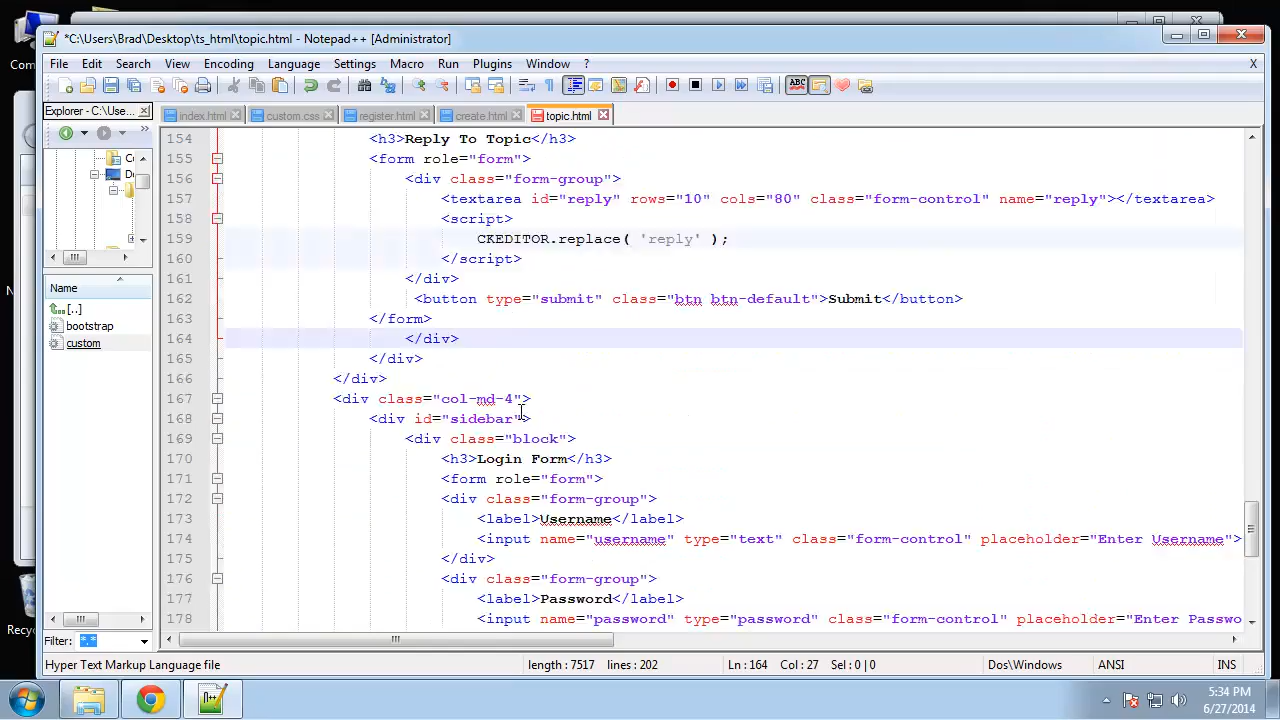 Com
*C:\Users\Brad\Desktop\ts_html\topic.html - Notepad++ [Administrator]
File Edit Search View Encoding Language Settings Macro Run Plugins Window ? X
Explorer - C:\Use...
index.html custom.css register.html create.html topic.html
154 <h3>Reply To Topic</h3>
155 <form role="form">
156 <div class="form-group">
157 <textarea id="reply" rows="10" cols="80" class="form-control" name="reply"></textarea>
158 <script>
159 CKEDITOR.replace( 'reply' );
160 </script>
161 </div>
162 <button type="submit" class="btn btn-default">Submit</button>
163 </form>
164 </div>
165 </div>
166 </div>
167 <div class="col-md-4">
168 <div id="sidebar">
169 <div class="block">
170 <h3>Login Form</h3>
171 <form role="form">
172 <div class="form-group">
173 <label>Username</label>
174 <input name="username" type="text" class="form-control" placeholder="Enter Username">
175 </div>
176 <div class="form-group">
177 <label>Password</label>
178 <input name="password" type="password" class="form-control" placeholder="Enter Passwo
Name
[..]
bootstrap
custom
Recyc
Filter: *.*
Hyper Text Markup Language file length : 7517 lines : 202 Ln : 164 Col : 27 Sel : 0 | 0 Dos\Windows ANSI INS
5:34 PM
6/27/2014